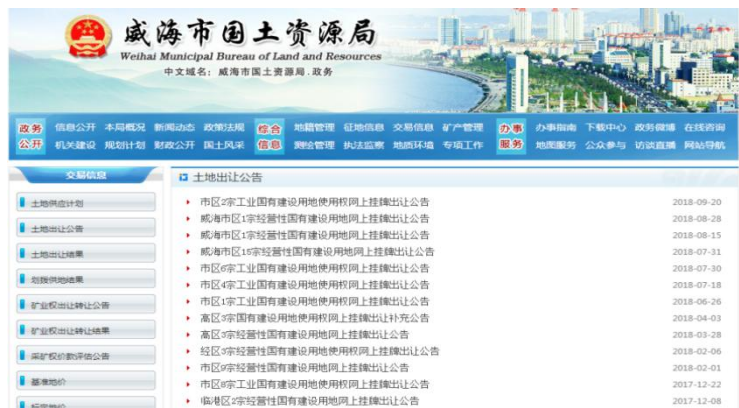 威海市国土资源局
Weihai Municipal Bureau of Land and Resources
中文域名：威海市国土资源局.政务
政务公开
信息公开 本局概况 新闻动态 政策法规
机关建设 规划计划 财政公开 国土风采
综合信息
地籍管理 征地信息 交易信息 矿产管理
测绘管理 执法监察 地质环境 专项工作
办事服务
办事指南 下载中心 政务微博 在线咨询
地图服务 公众参与 访谈直播 网站导航
交易信息
土地供应计划
土地出让公告
土地出让结果
划拨供地结果
矿业权出让转让公告
矿业权出让转让结果
采矿权价款评估公告
基准地价
标定地价
土地出让公告
市区2宗工业国有建设用地使用权网上挂牌出让公告 2018-09-20
威海市区1宗经营性国有建设用地网上挂牌出让公告 2018-08-28
威海市区1宗经营性国有建设用地网上挂牌出让公告 2018-08-15
威海市区15宗经营性国有建设用地网上挂牌出让公告 2018-07-31
市区6宗工业国有建设用地使用权网上挂牌出让公告 2018-07-30
市区4宗工业国有建设用地使用权网上挂牌出让公告 2018-07-18
市区1宗工业国有建设用地使用权网上挂牌出让公告 2018-06-26
高区3宗国有建设用地使用权网上挂牌出让补充公告 2018-04-03
高区3宗经营性国有建设用地网上挂牌出让公告 2018-03-28
经区3宗经营性国有建设用地使用权网上挂牌出让公告 2018-02-06
市区9宗经营性国有建设用地网上挂牌出让公告 2018-02-01
市区8宗工业国有建设用地使用权网上挂牌出让公告 2017-12-22
临港区2宗经营性国有建设用地网上挂牌出让公告 2017-12-08